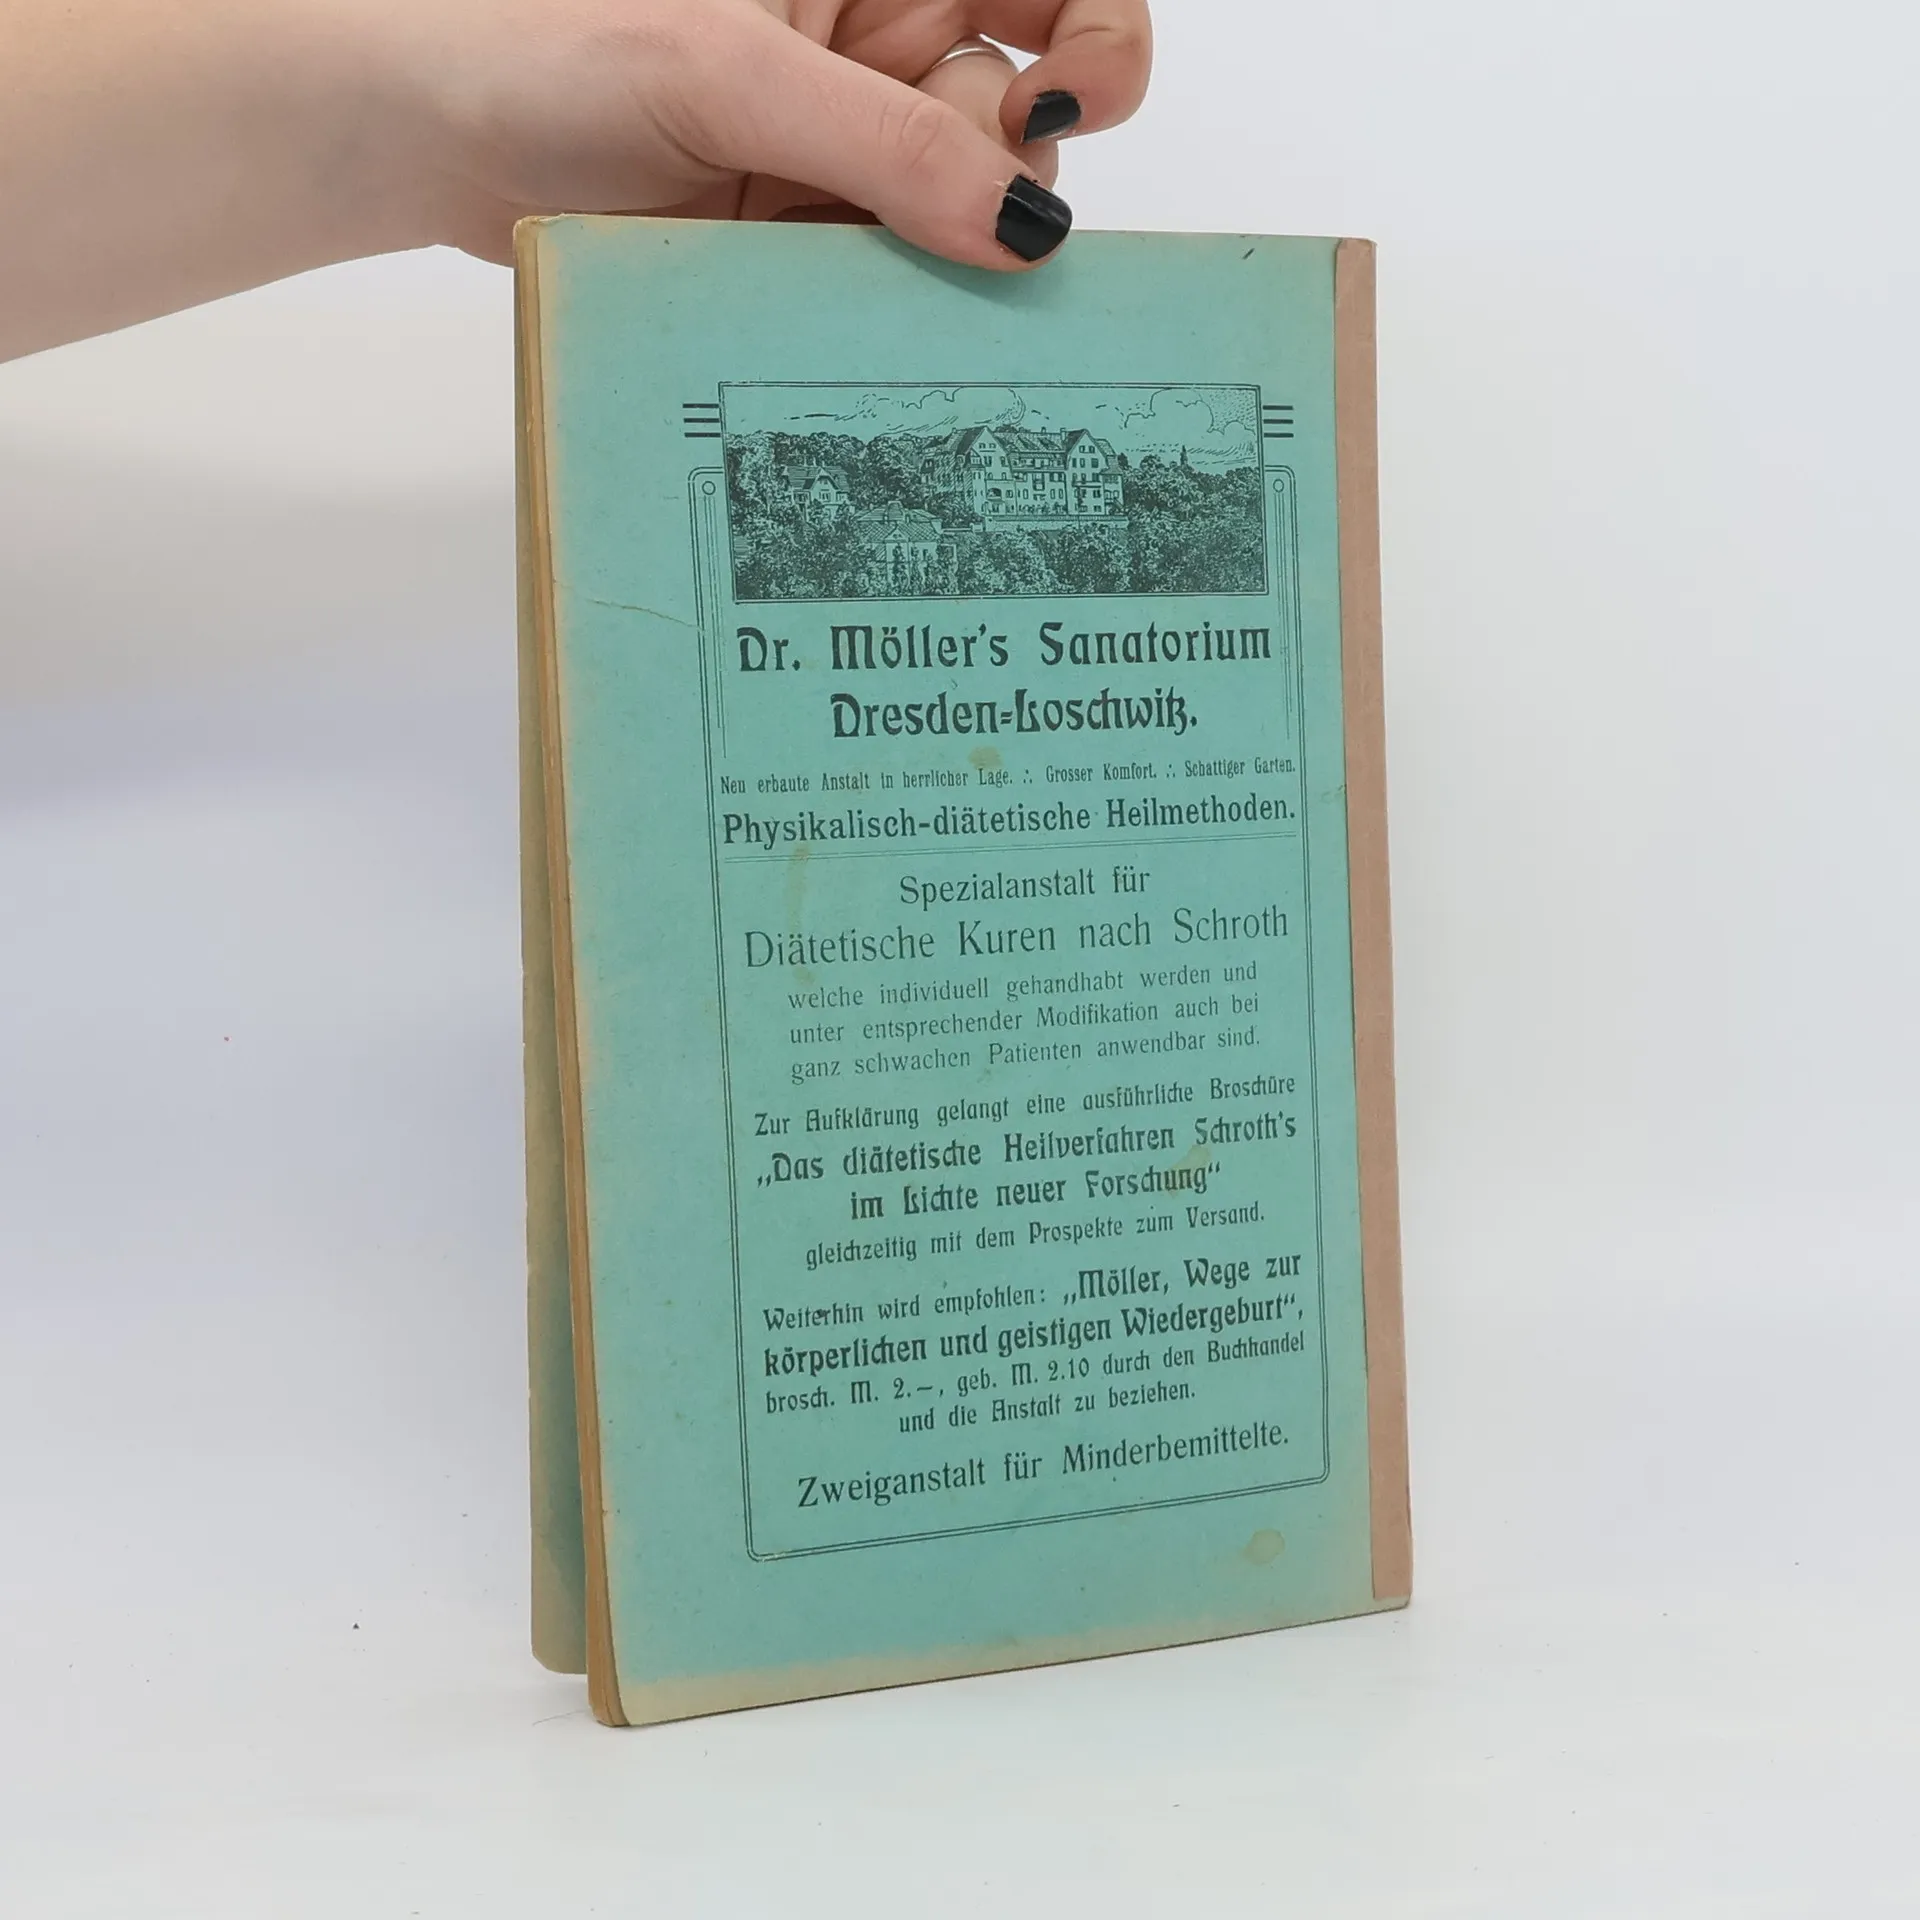 Dr. Möller's Sanatorium
Dresden=Loschwitz.
Neu erbaute Anstalt in herrlicher Lage. ∴ Grosser Komfort. ∴ Schattiger Garten.
Physikalisch-diätetische Heilmethoden.
Spezialanstalt für
Diätetische Kuren nach Schroth
welche individuell gehandhabt werden und
unter entsprechender Modifikation auch bei
ganz schwachen Patienten anwendbar sind.
Zur Aufklärung gelangt eine ausführliche Broschüre
„Das diätetische Heilverfahren Schroth's
im Lichte neuer Forschung“
gleichzeitig mit dem Prospekte zum Versand.
Weiterhin wird empfohlen: „Möller, Wege zur
körperlichen und geistigen Wiedergeburt“,
brosch. M. 2.—, geb. M. 2.10 durch den Buchhandel
und die Anstalt zu beziehen.
Zweiganstalt für Minderbemittelte.